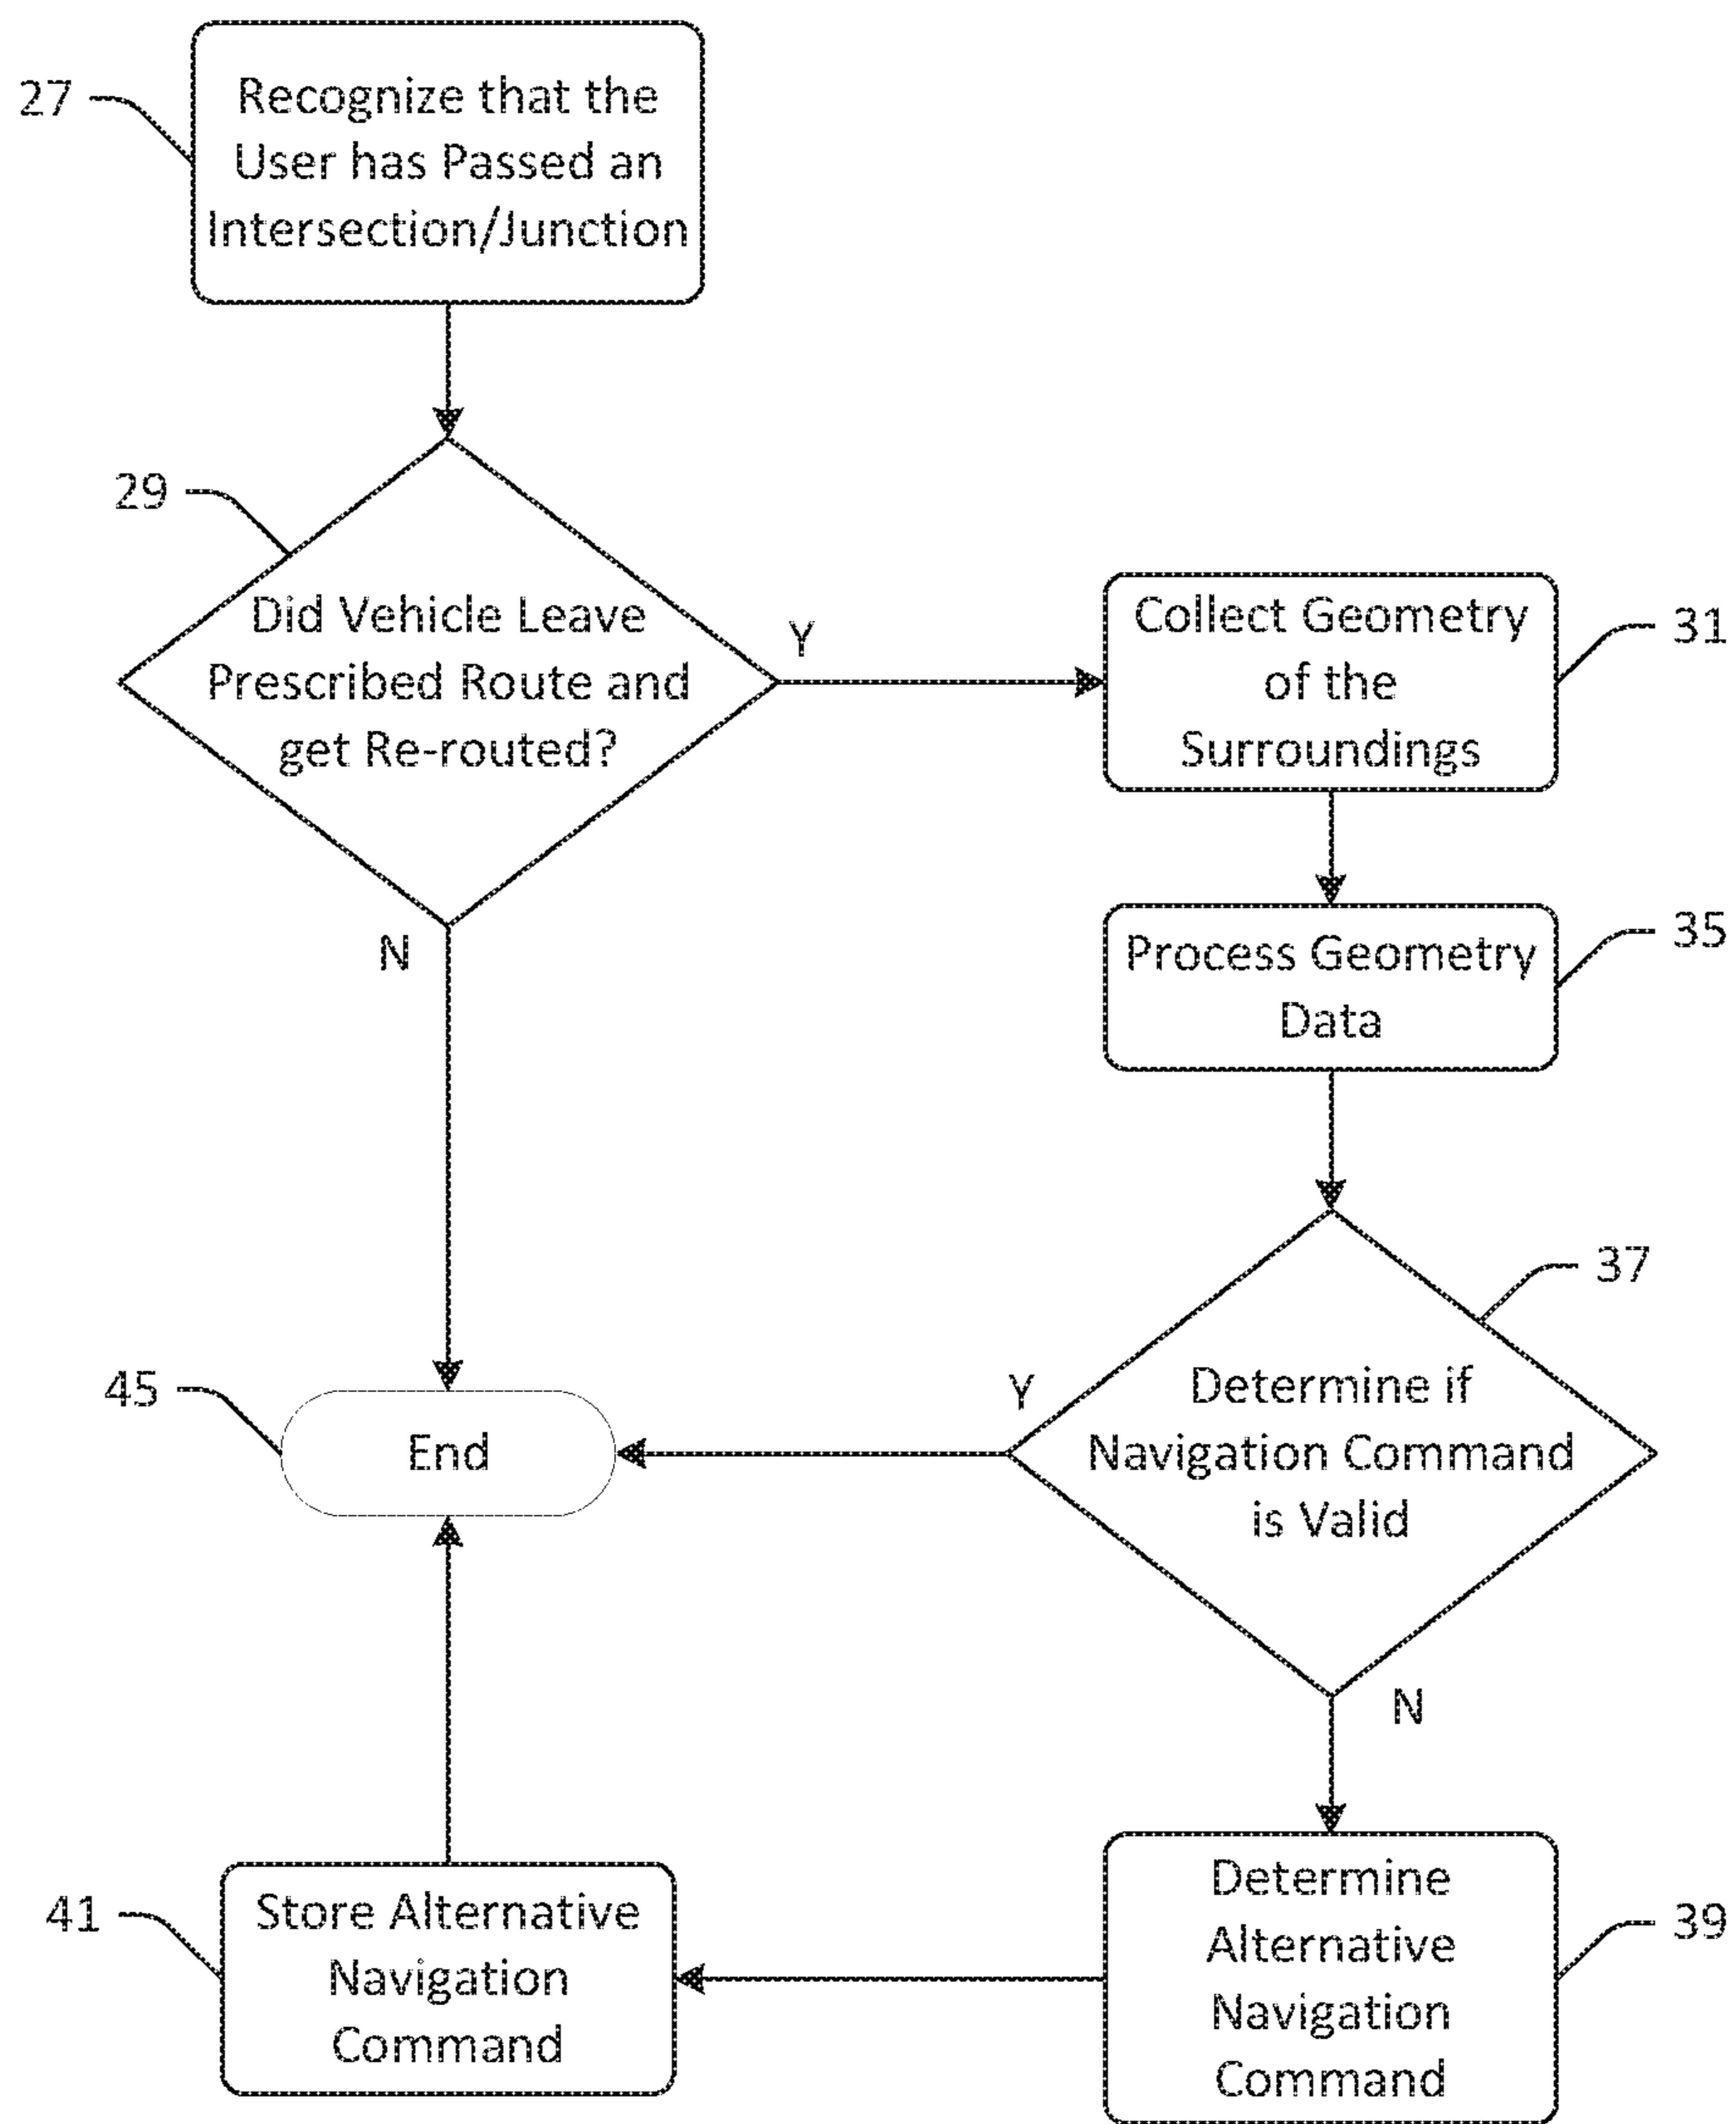 27
Recognize that the
User has Passed an
Intersection/Junction
29
Did Vehicle Leave
Prescribed Route and
get Re-routed?
Y
N
Collect Geometry
of the
Surroundings
31
Process Geometry
Data
35
37
Determine if
Navigation Command
is Valid
Y
N
45
End
Determine
Alternative
Navigation
Command
39
41
Store Alternative
Navigation
Command